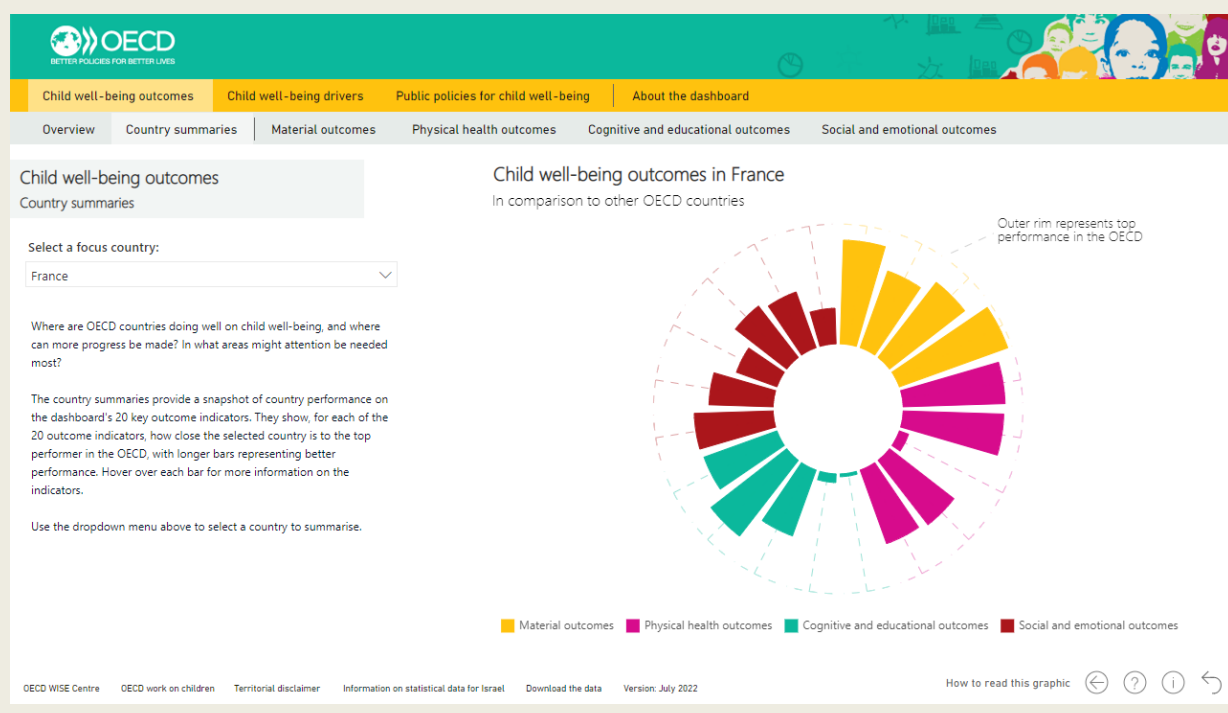 OECD
BETTER POLICIES FOR BETTER LIVES
Child well-being outcomes
Child well-being drivers
Public policies for child well-being
About the dashboard
Overview
Country summaries
Material outcomes
Physical health outcomes
Cognitive and educational outcomes
Social and emotional outcomes
Child well-being outcomes
Country summaries
Select a focus country:
France
Where are OECD countries doing well on child well-being, and where
can more progress be made? In what areas might attention be needed
most?
The country summaries provide a snapshot of country performance on
the dashboard's 20 key outcome indicators. They show, for each of the
20 outcome indicators, how close the selected country is to the top
performer in the OECD, with longer bars representing better
performance. Hover over each bar for more information on the
indicators.
Use the dropdown menu above to select a country to summarise.
Child well-being outcomes in France
In comparison to other OECD countries
Outer rim represents top
performance in the OECD
Material outcomes
Physical health outcomes
Cognitive and educational outcomes
Social and emotional outcomes
OECD WISE Centre
OECD work on children
Territorial disclaimer
Information on statistical data for Israel
Download the data
Version: July 2022
How to read this graphic